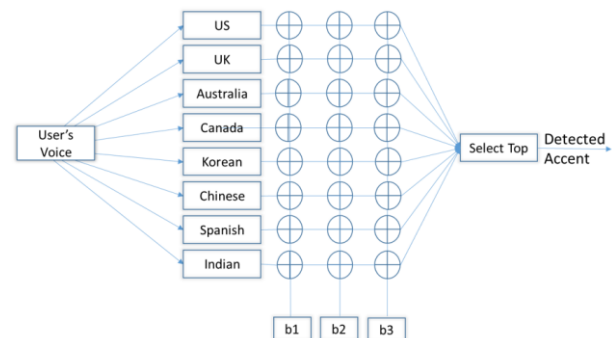 US
UK
Australia
Canada
Korean
Chinese
Spanish
Indian
User's
Voice
Select Top
Detected
Accent
b1
b2
b3